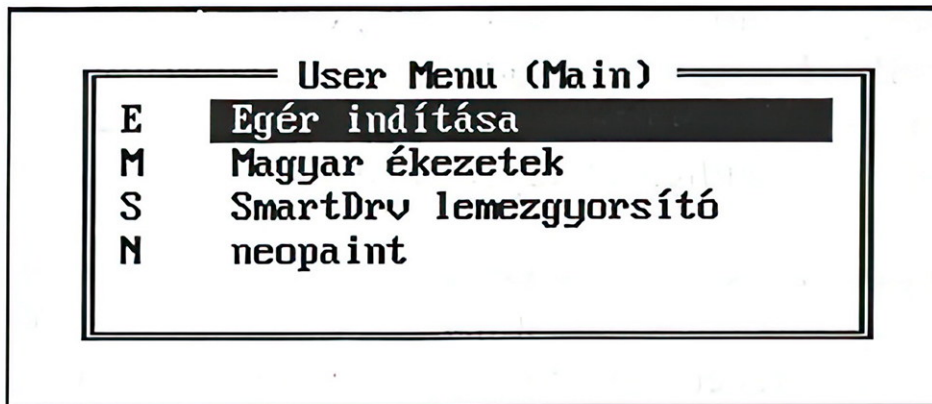 User Menu (Main)
E Egér indítása
M Magyar ékezetek
S SmartDrv lemezgyorsító
N neopaint